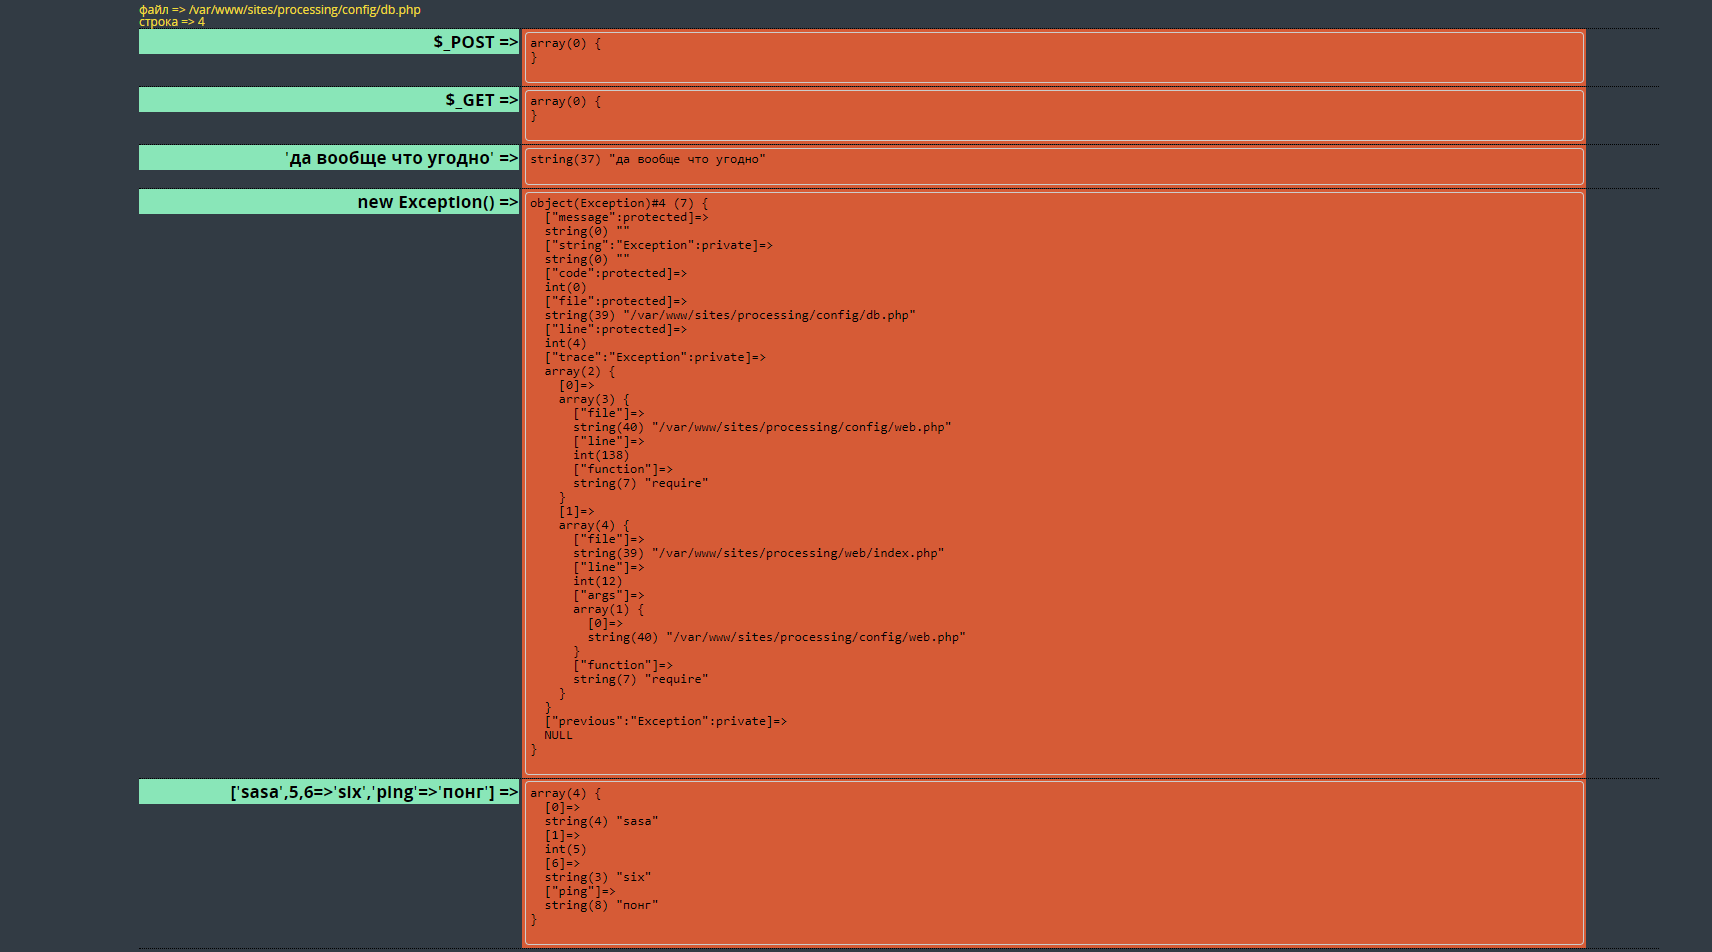 файл => /var/www/sites/processing/config/db.php
строка => 4
$_POST =>
array(0) {
}
$_GET =>
array(0) {
}
'да вообще что угодно' =>
string(37) "да вообще что угодно"
new Exception() =>
object(Exception)#4 (7) {
["message":protected]=>
string(0) ""
["string":"Exception":private]=>
string(0) ""
["code":protected]=>
int(0)
["file":protected]=>
string(39) "/var/www/sites/processing/config/db.php"
["line":protected]=>
int(4)
["trace":"Exception":private]=>
array(2) {
[0]=>
array(3) {
["file"]=>
string(40) "/var/www/sites/processing/config/web.php"
["line"]=>
int(138)
["function"]=>
string(7) "require"
}
[1]=>
array(4) {
["file"]=>
string(39) "/var/www/sites/processing/web/index.php"
["line"]=>
int(12)
["args"]=>
array(1) {
[0]=>
string(40) "/var/www/sites/processing/config/web.php"
}
["function"]=>
string(7) "require"
}
}
["previous":"Exception":private]=>
NULL
}
['sasa',5,6=>'six','ping'=>'понг'] =>
array(4) {
[0]=>
string(4) "sasa"
[1]=>
int(5)
[6]=>
string(3) "six"
["ping"]=>
string(8) "понг"
}